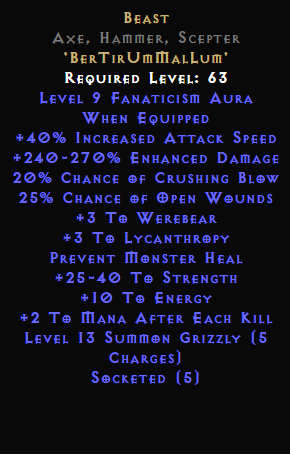 Beast
Axe, Hammer, Scepter
'BerTirUmMalLum'
Required Level: 63
Level 9 Fanaticism Aura
When Equipped
+40% Increased Attack Speed
+240-270% Enhanced Damage
20% Chance of Crushing Blow
25% Chance of Open Wounds
+3 To Werebear
+3 To Lycanthropy
Prevent Monster Heal
+25-40 To Strength
+10 To Energy
+2 To Mana After Each Kill
Level 13 Summon Grizzly (5
Charges)
Socketed (5)